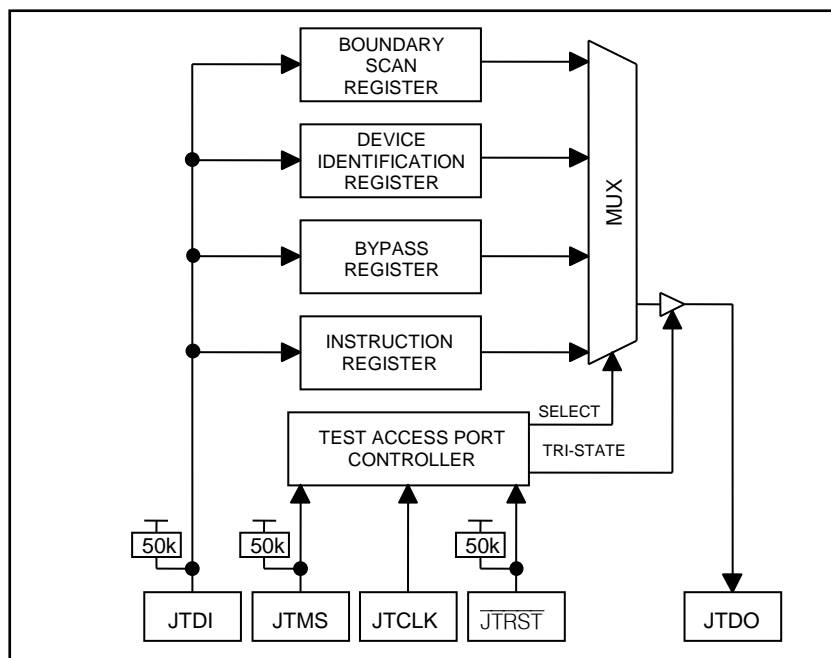 BOUNDARY
SCAN
REGISTER
DEVICE
IDENTIFICATION
REGISTER
BYPASS
REGISTER
INSTRUCTION
REGISTER
MUX
SELECT
TEST ACCESS PORT
CONTROLLER
TRI-STATE
50k
50k
50k
JTDI
JTMS
JTCLK
JTRST
JTDO